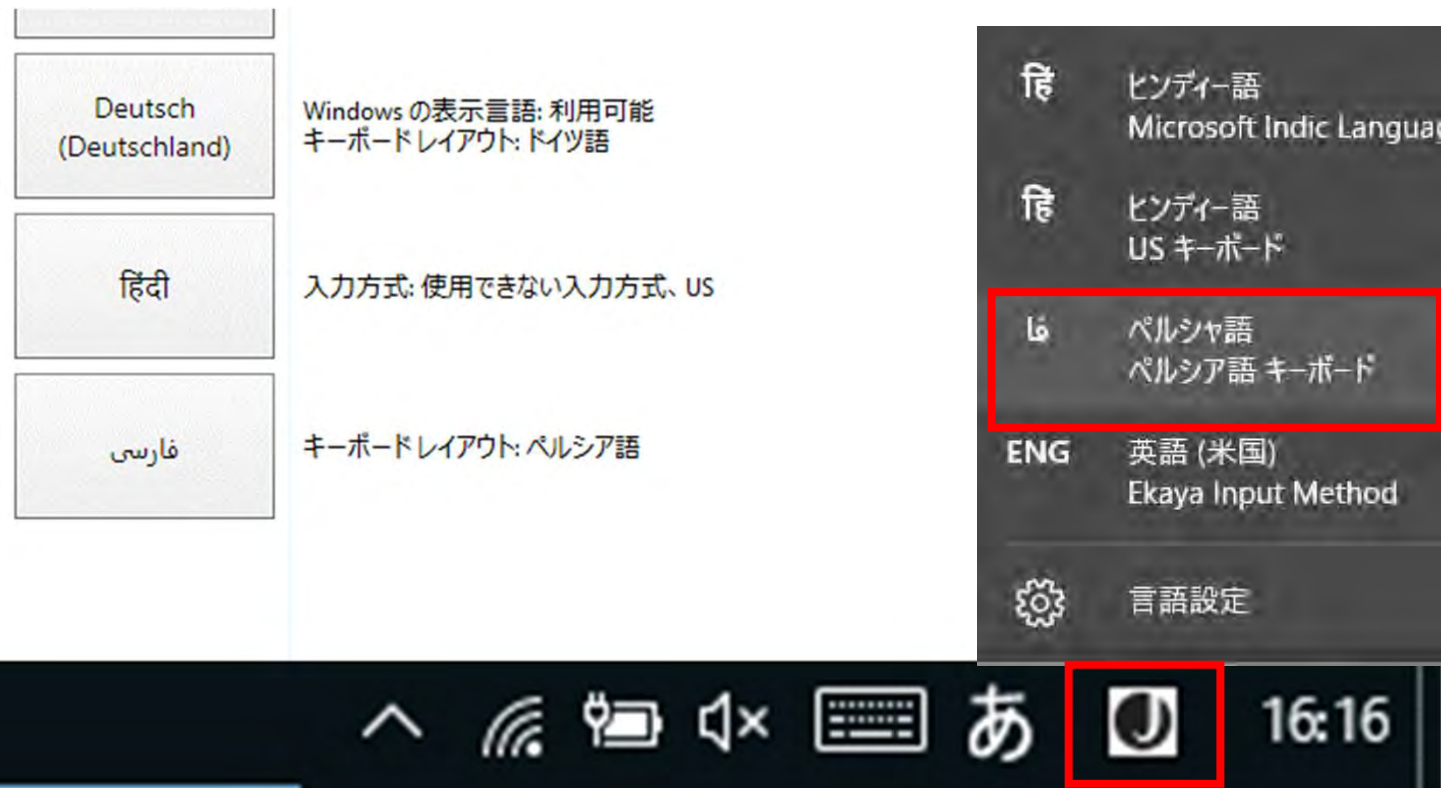 Deutsch
(Deutschland)
Windows の表示言語: 利用可能
キーボード レイアウト: ドイツ語
हिंदी
入力方式: 使用できない入力方式、US
فارسی
キーボード レイアウト: ペルシア語
हिं
ヒンディー語
Microsoft Indic Languag
हिं
ヒンディー語
US キーボード
فا
ペルシャ語
ペルシア語 キーボード
ENG
英語 (米国)
Ekaya Input Method
言語設定
あ
J
16:16